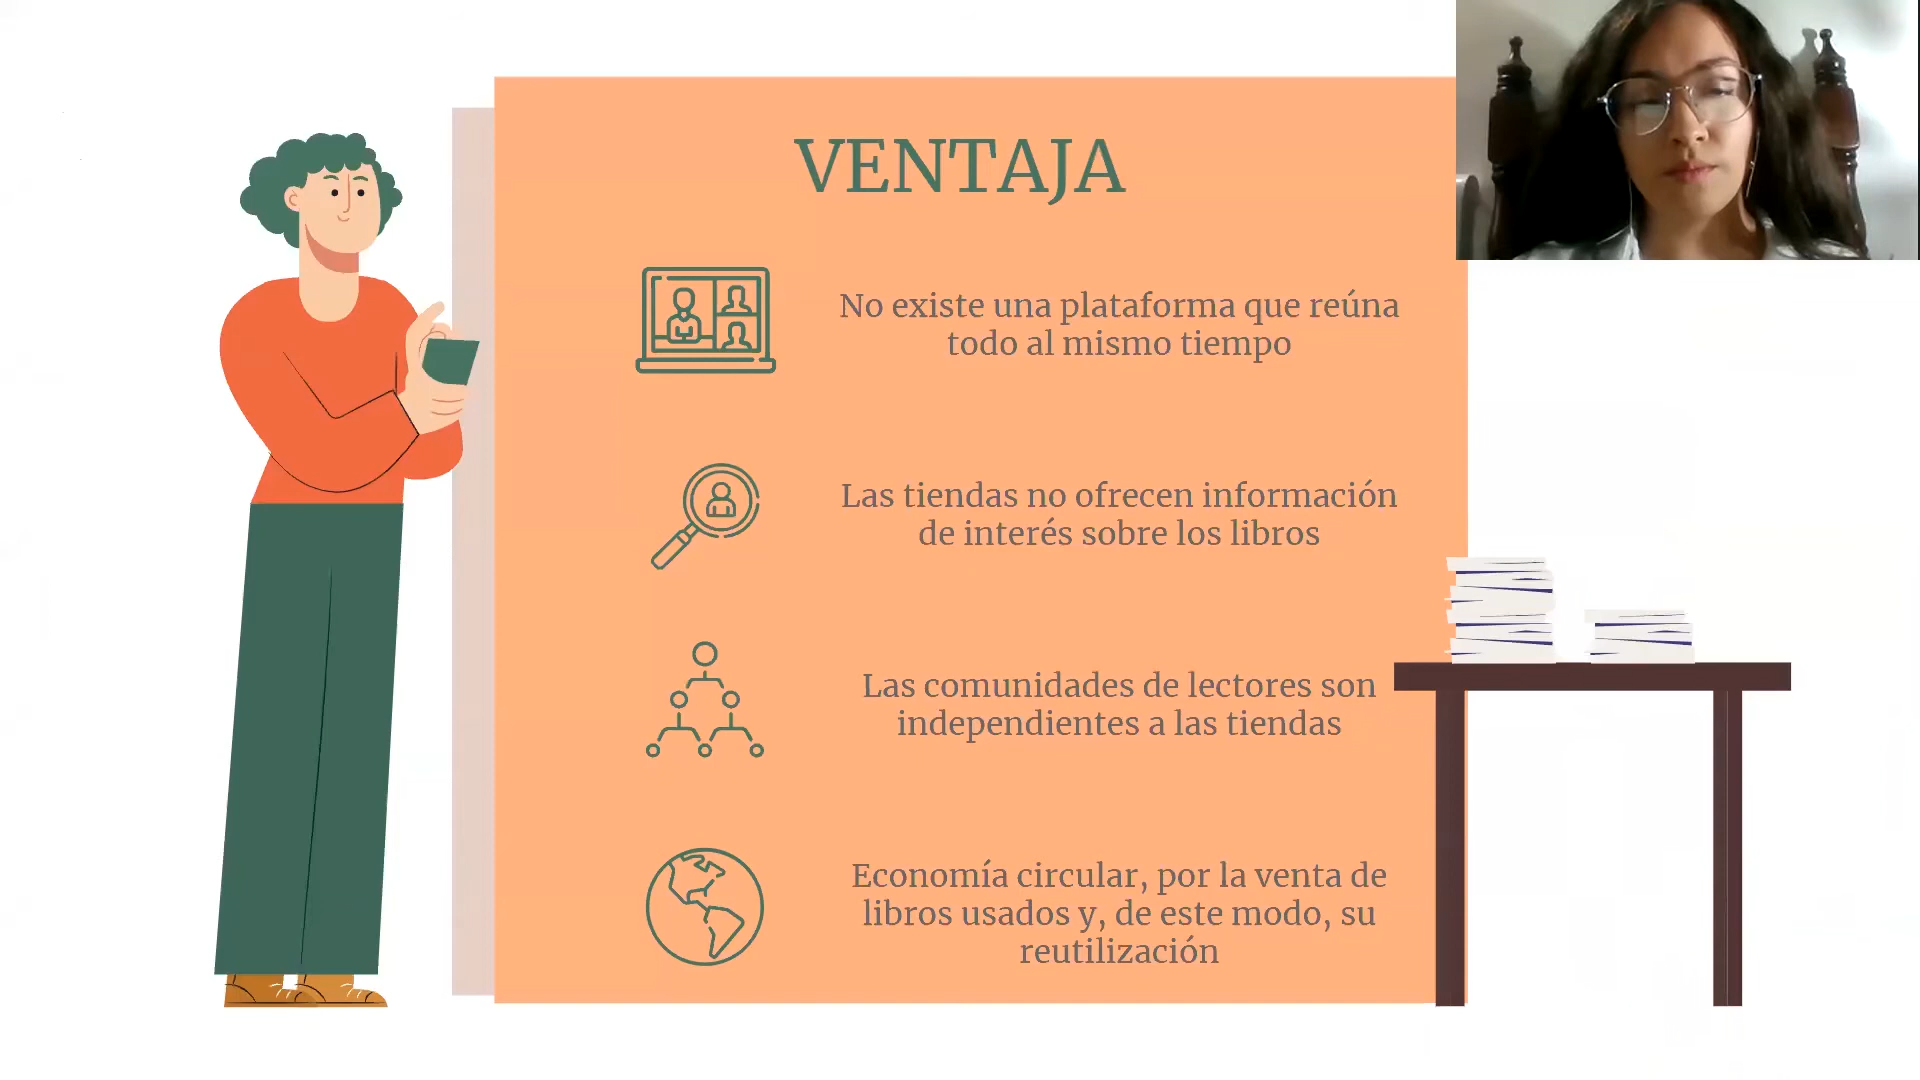 VENTAJA
No existe una plataforma que reúna
todo al mismo tiempo
Las tiendas no ofrecen información
de interés sobre los libros
Las comunidades de lectores son
independientes a las tiendas
Economía circular, por la venta de
libros usados y, de este modo, su
reutilización